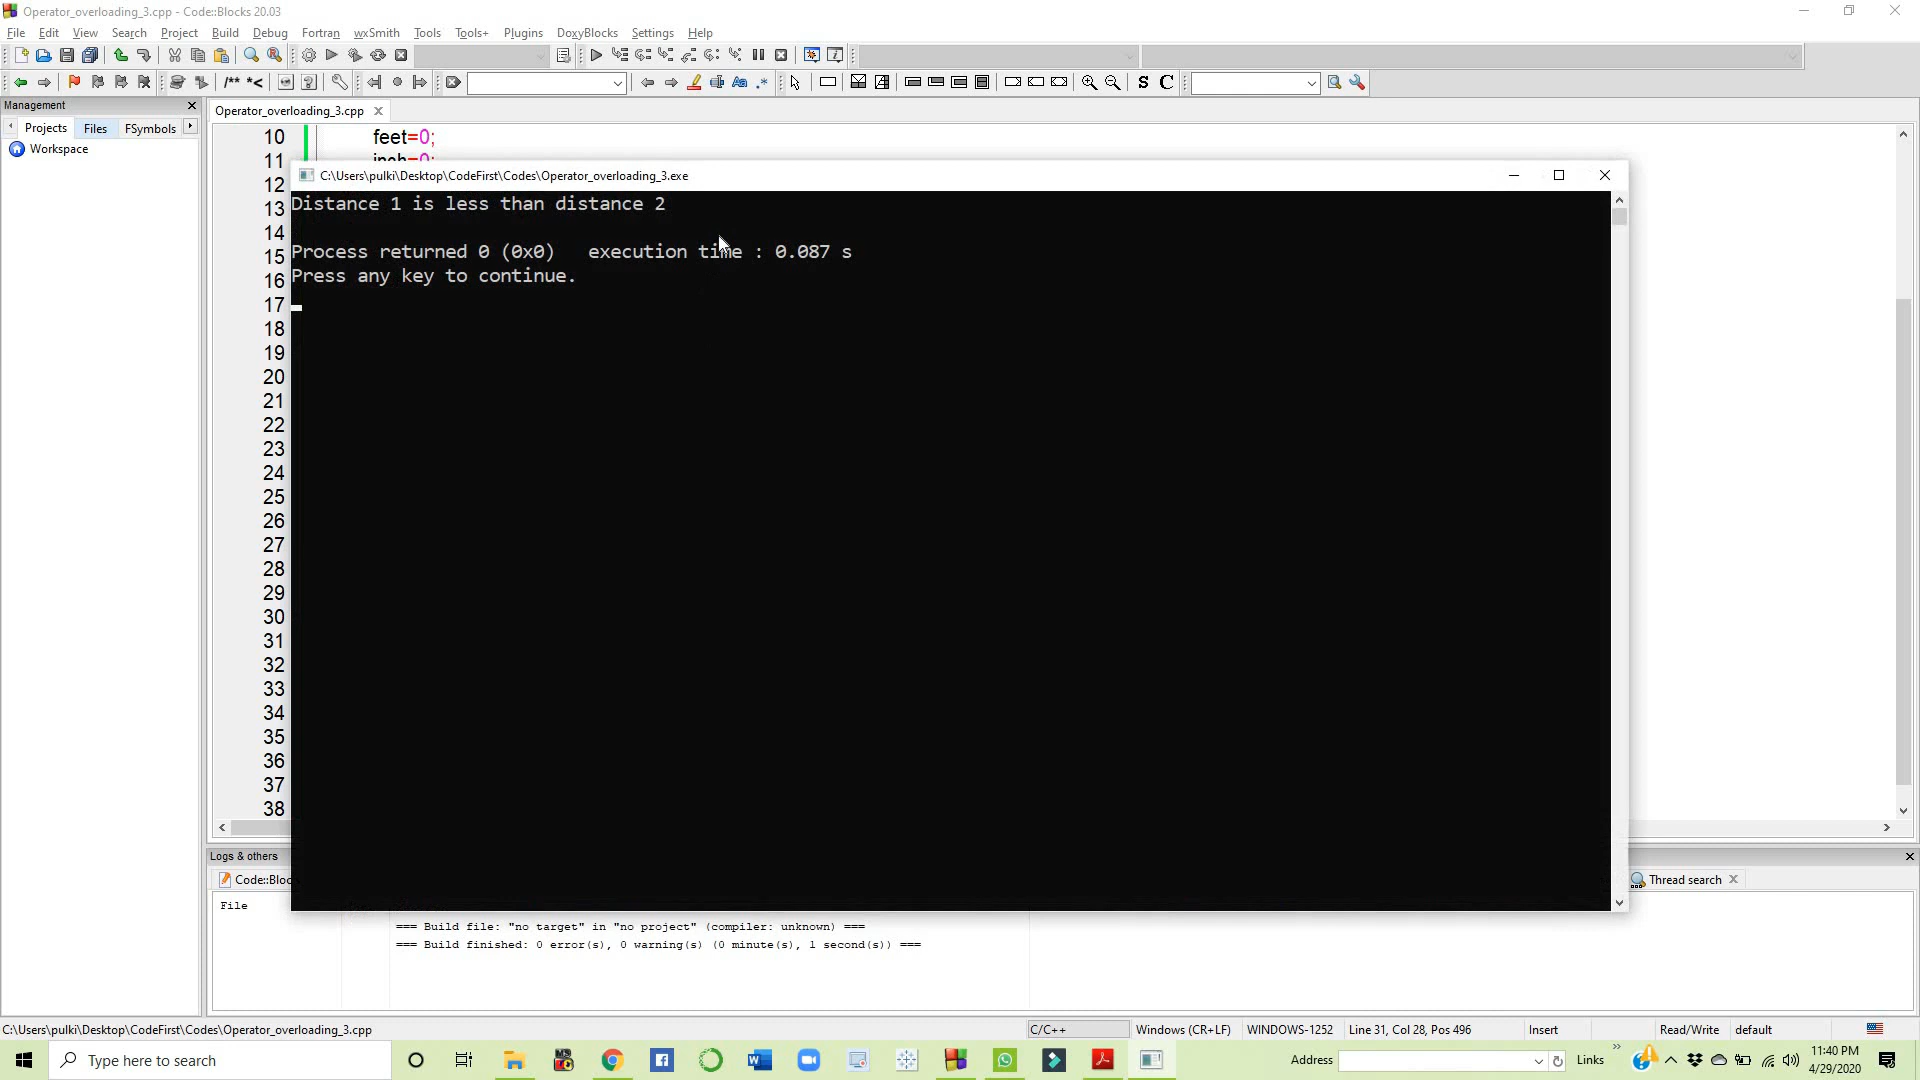 Operator_overloading_3.cpp - Code::Blocks 20.03
File Edit View Search Project Build Debug Fortran wxSmith Tools Tools+ Plugins DoxyBlocks Settings Help
/** *<
Aa .*
S C
Management
Operator_overloading_3.cpp
Projects Files FSymbols
Workspace
10 feet=0;
11 inch=0;
C:\Users\pulki\Desktop\CodeFirst\Codes\Operator_overloading_3.exe
12
13
14
15
16
17
18
19
20
21
22
23
24
25
26
27
28
29
30
31
32
33
34
35
36
37
38
Distance 1 is less than distance 2
Process returned 0 (0x0) execution time : 0.087 s
Press any key to continue.
Logs & others
Code::Bloc
Thread search
File
=== Build file: "no target" in "no project" (compiler: unknown) ===
=== Build finished: 0 error(s), 0 warning(s) (0 minute(s), 1 second(s)) ===
C:\Users\pulki\Desktop\CodeFirst\Codes\Operator_overloading_3.cpp C/C++ Windows (CR+LF) WINDOWS-1252 Line 31, Col 28, Pos 496 Insert Read/Write default
Type here to search
Address Links
11:40 PM
4/29/2020